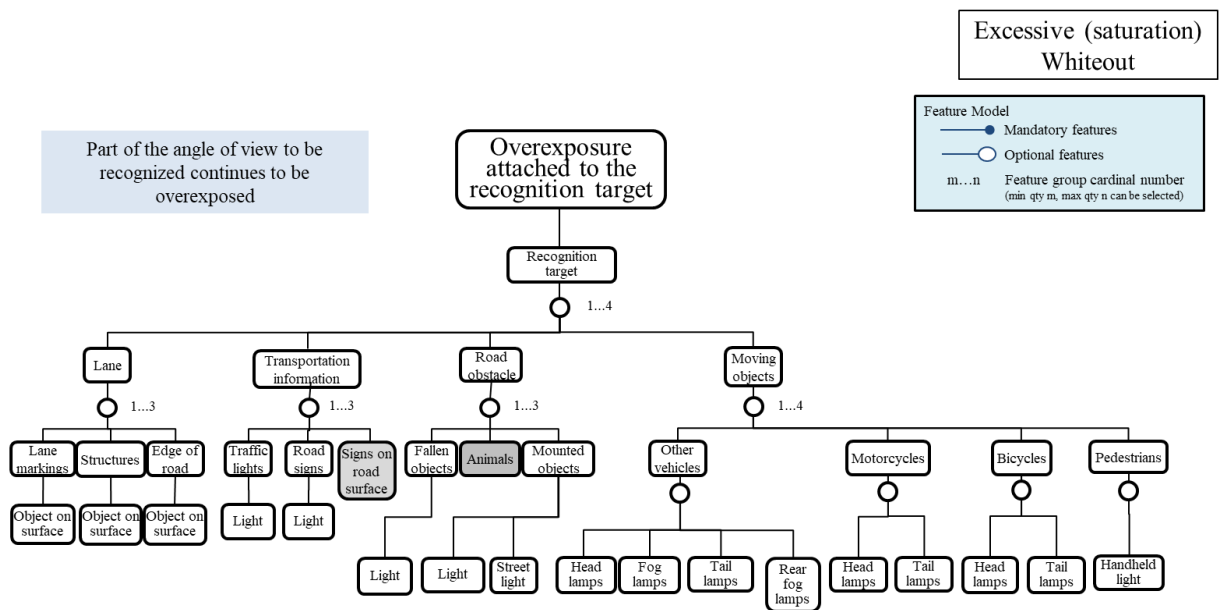 Excessive (saturation)
Whiteout
Feature Model
Mandatory features
Optional features
m…n Feature group cardinal number
(min qty m, max qty n can be selected)
Part of the angle of view to be
recognized continues to be
overexposed
Overexposure
attached to the
recognition target
Recognition
target
1…4
Lane
Transportation
information
Road
obstacle
Moving
objects
1…3
1…3
1…3
1…4
Lane
markings
Structures
Edge of
road
Traffic
lights
Road
signs
Signs on
road
surface
Fallen
objects
Animals
Mounted
objects
Other
vehicles
Motorcycles
Bicycles
Pedestrians
Object on
surface
Object on
surface
Object on
surface
Light
Light
Light
Light
Street
light
Head
lamps
Fog
lamps
Tail
lamps
Rear
fog
lamps
Head
lamps
Tail
lamps
Head
lamps
Tail
lamps
Handheld
light